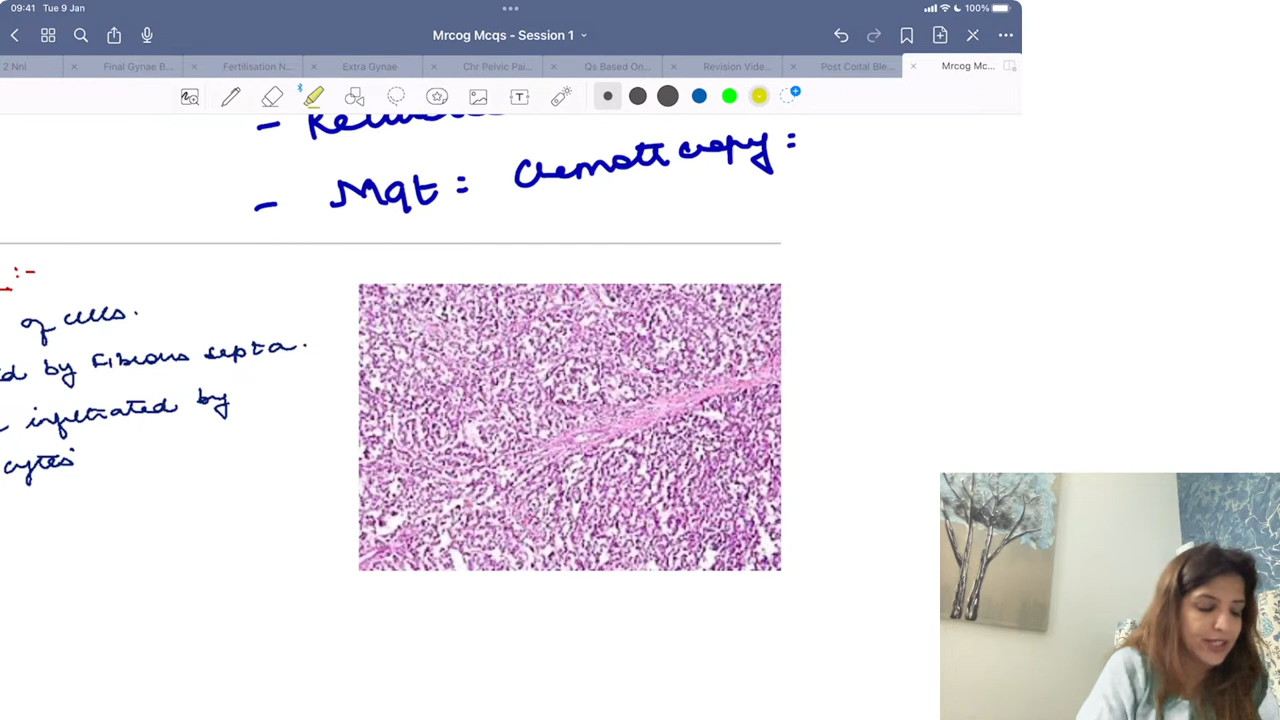 09:41 Tue 9 Jan
100%
Mrcog Mcqs - Session 1
2 Nnl
Final Gynae B...
Fertilisation N...
Extra Gynae
Chr Pelvic Pai...
Qs Based On...
Revision Vide...
Post Coital Ble...
Mrcog Mc...
- Mgt :
:-
of cells.
by Fibrous septa.
infiltrated by
cytes